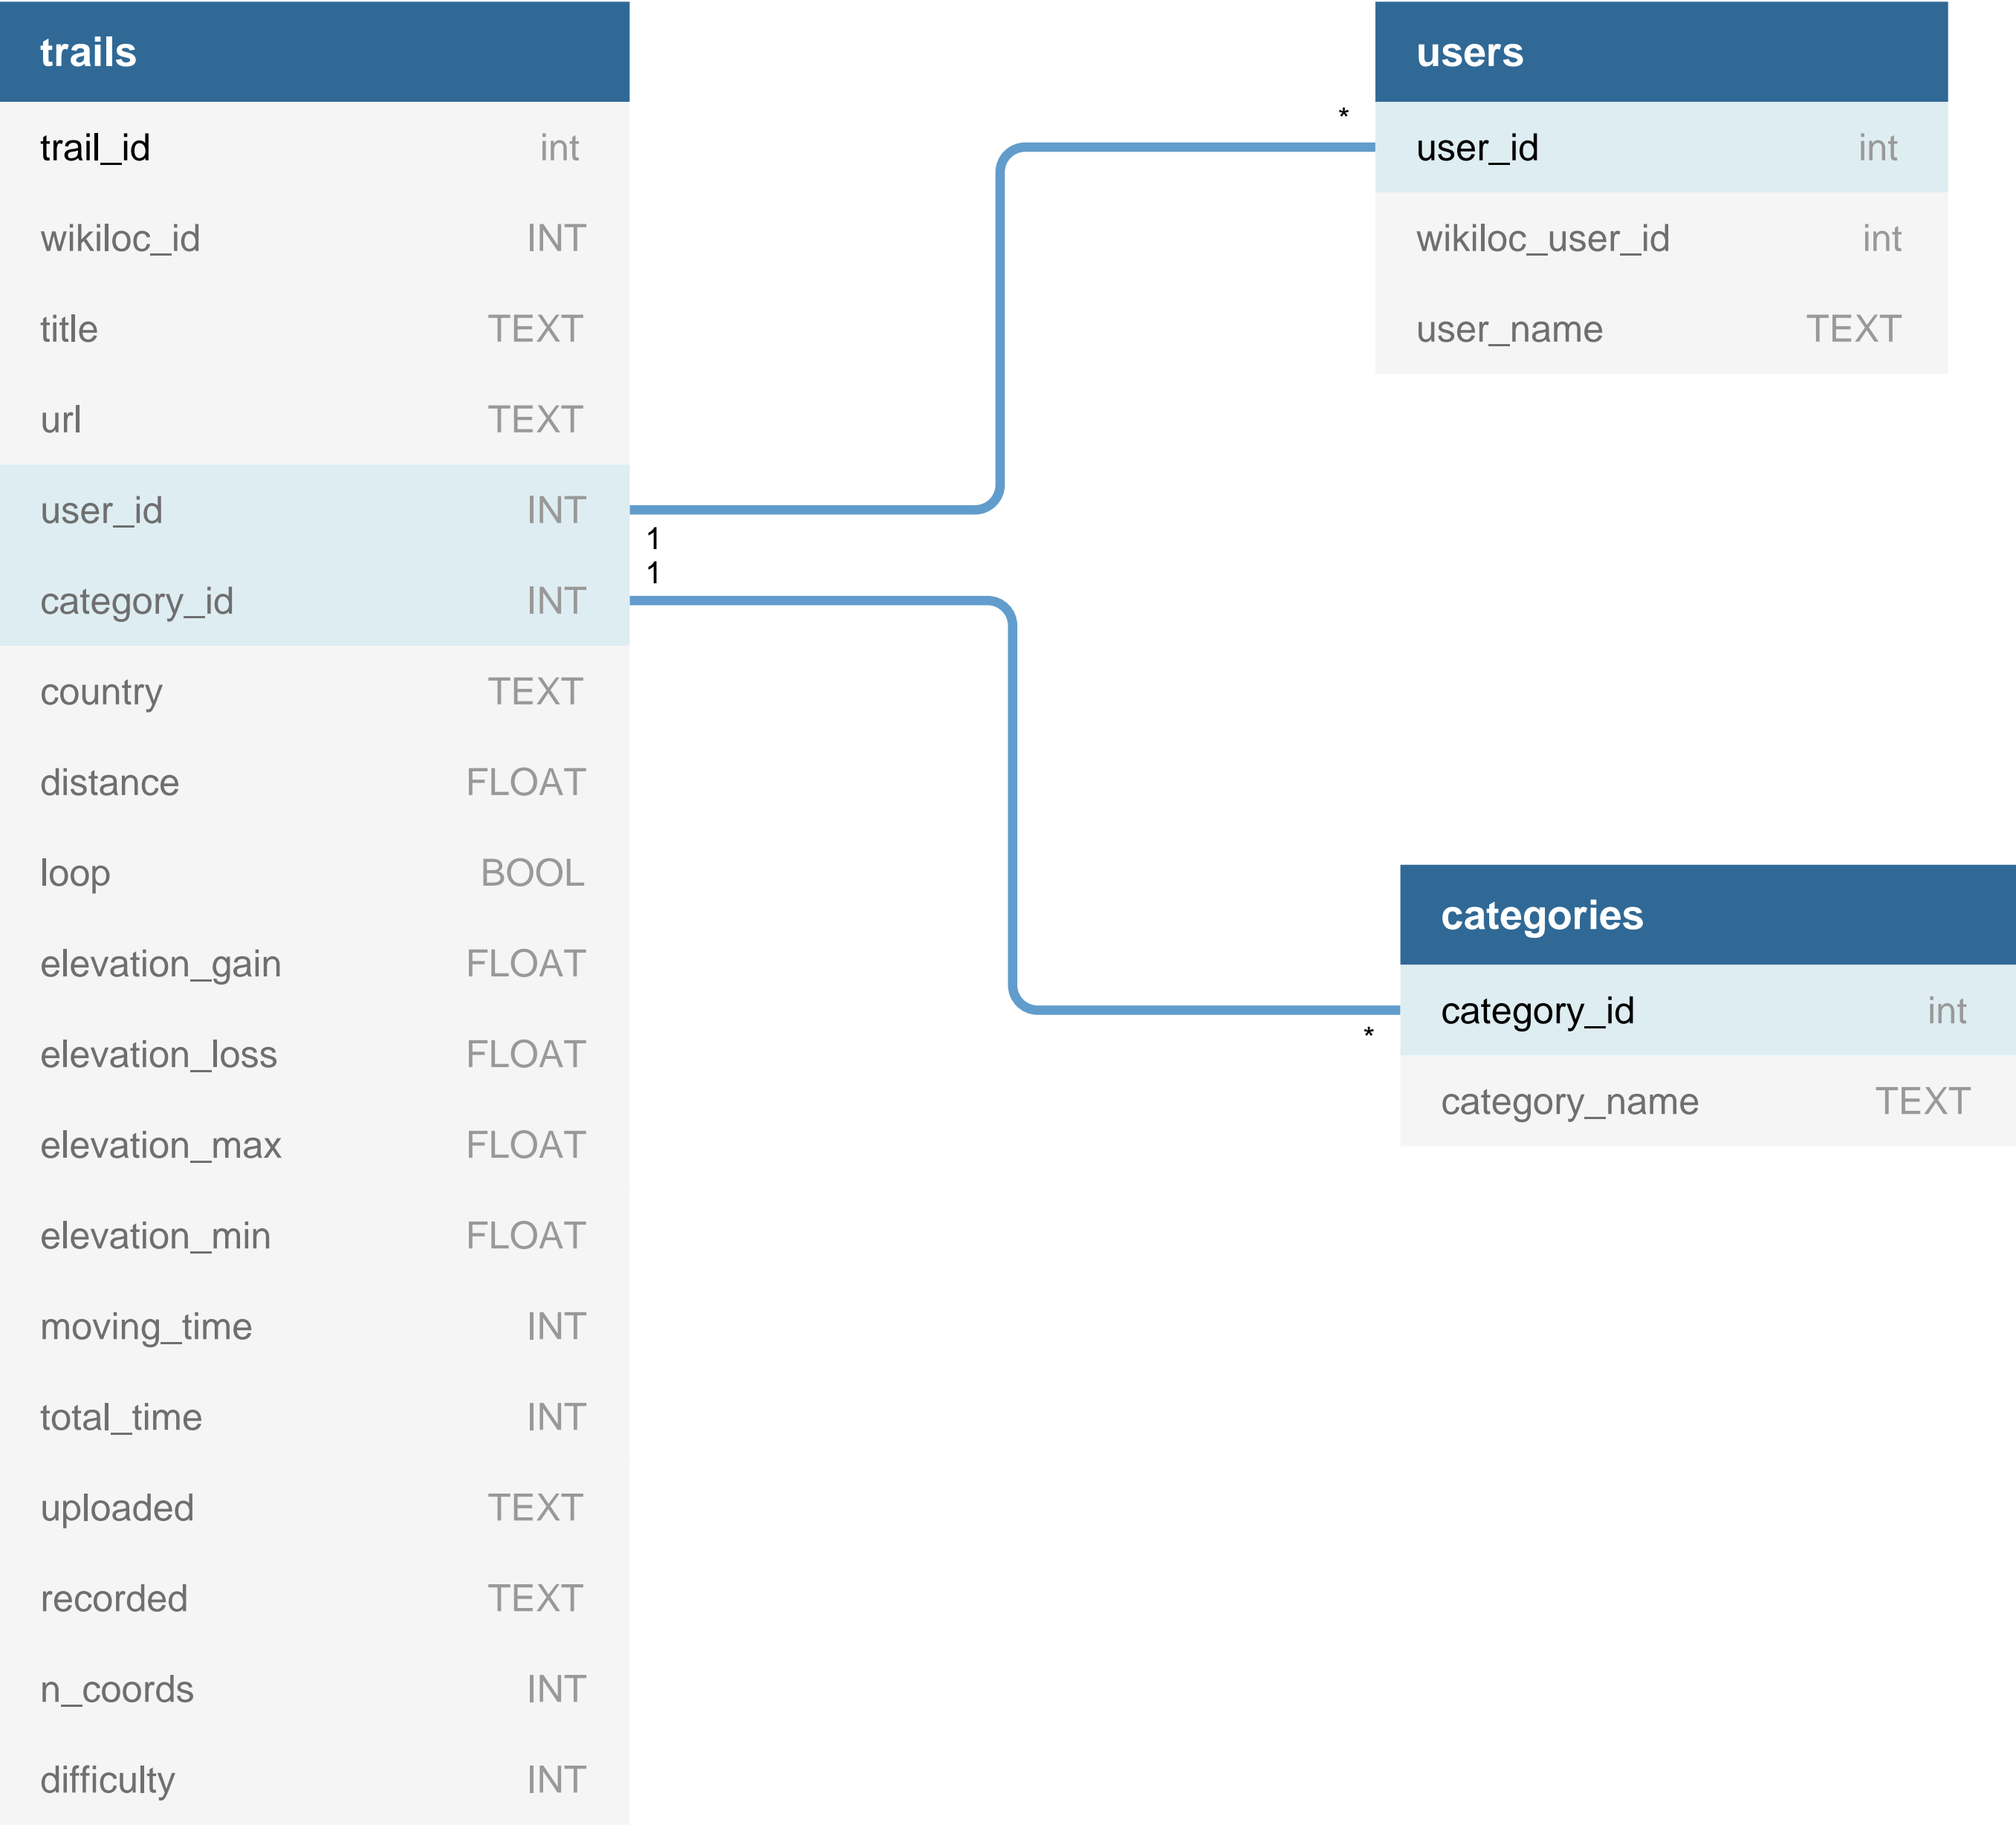 trails
trail_id int
wikiloc_id INT
title TEXT
url TEXT
user_id INT
category_id INT
country TEXT
distance FLOAT
loop BOOL
elevation_gain FLOAT
elevation_loss FLOAT
elevation_max FLOAT
elevation_min FLOAT
moving_time INT
total_time INT
uploaded TEXT
recorded TEXT
n_coords INT
difficulty INT
1
1
*
users
user_id int
wikiloc_user_id int
user_name TEXT
categories
category_id int
*
category_name TEXT